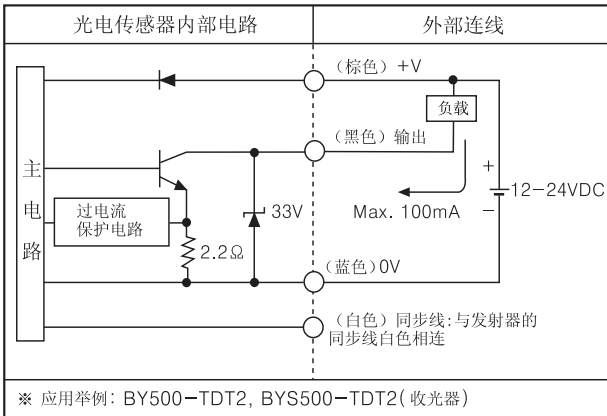 光电传感器内部电路
外部连线
(棕色) +V
负载
(黑色) 输出
主电路
过电流
保护电路
33V
2.2Ω
Max. 100mA
+
12-24VDC
-
(蓝色) 0V
(白色) 同步线:与发射器的
同步线白色相连
※ 应用举例: BY500-TDT2, BYS500-TDT2(收光器)